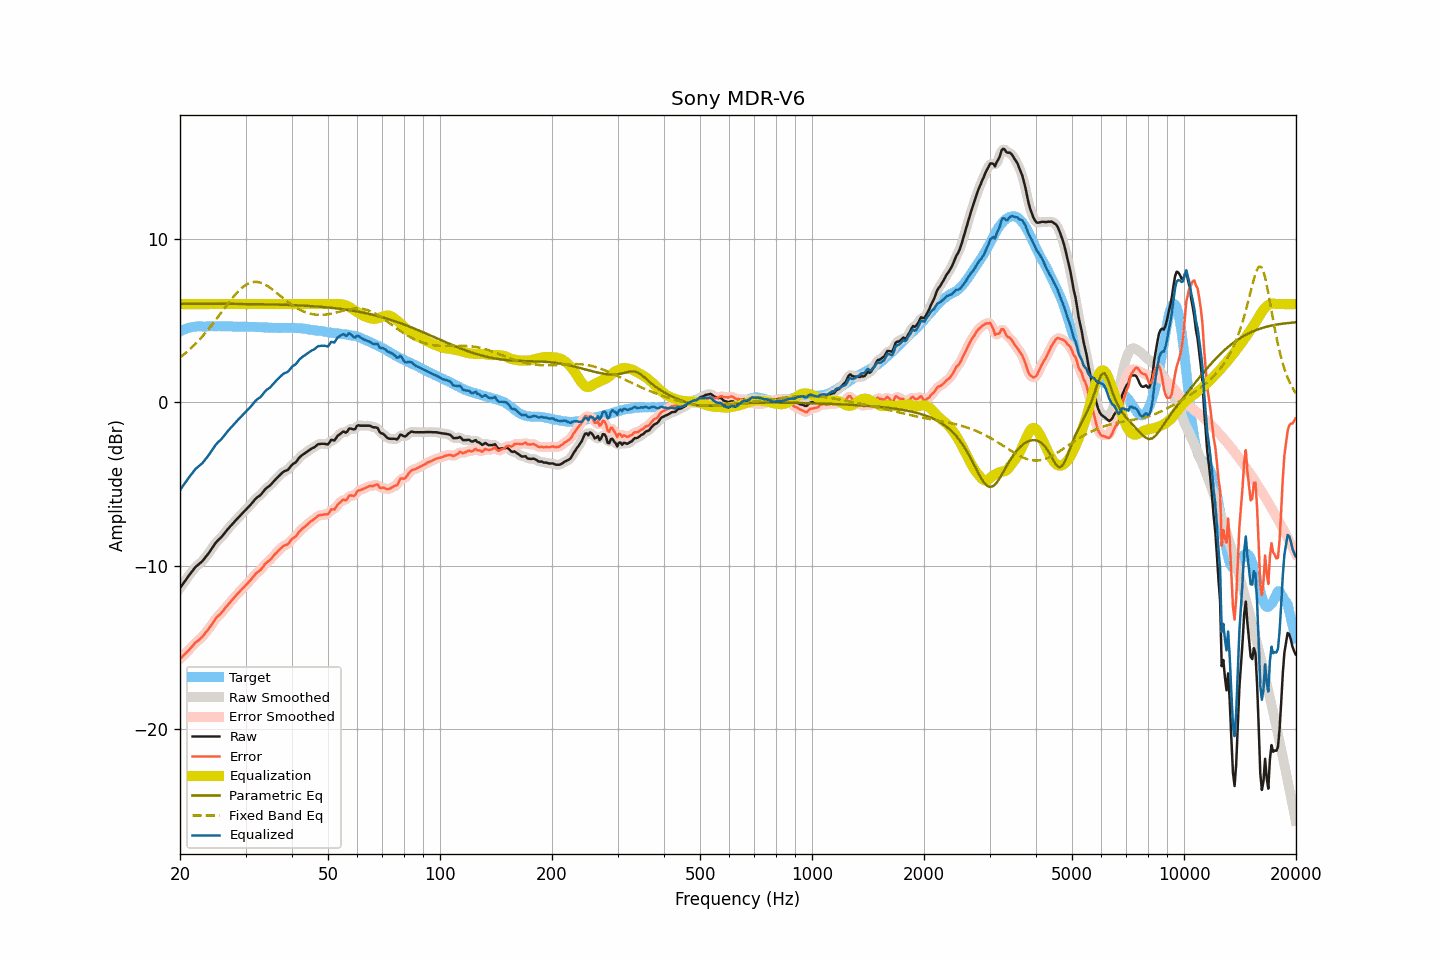 Sony MDR-V6
Amplitude (dBr)
10
0
−10
−20
Target
Raw Smoothed
Error Smoothed
Raw
Error
Equalization
Parametric Eq
Fixed Band Eq
Equalized
20 50 100 200 500 1000 2000 5000 10000 20000
Frequency (Hz)